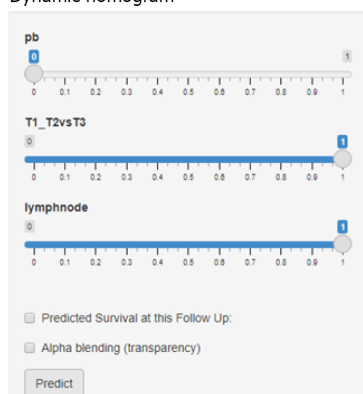 Dynamic nomogram
pb
0 1
0 0.1 0.2 0.3 0.4 0.5 0.6 0.7 0.8 0.9 1
T1_T2vsT3
0 1
0 0.1 0.2 0.3 0.4 0.5 0.6 0.7 0.8 0.9 1
lymphnode
0 1
0 0.1 0.2 0.3 0.4 0.5 0.6 0.7 0.8 0.9 1
Predicted Survival at this Follow Up:
Alpha blending (transparency)
Predict